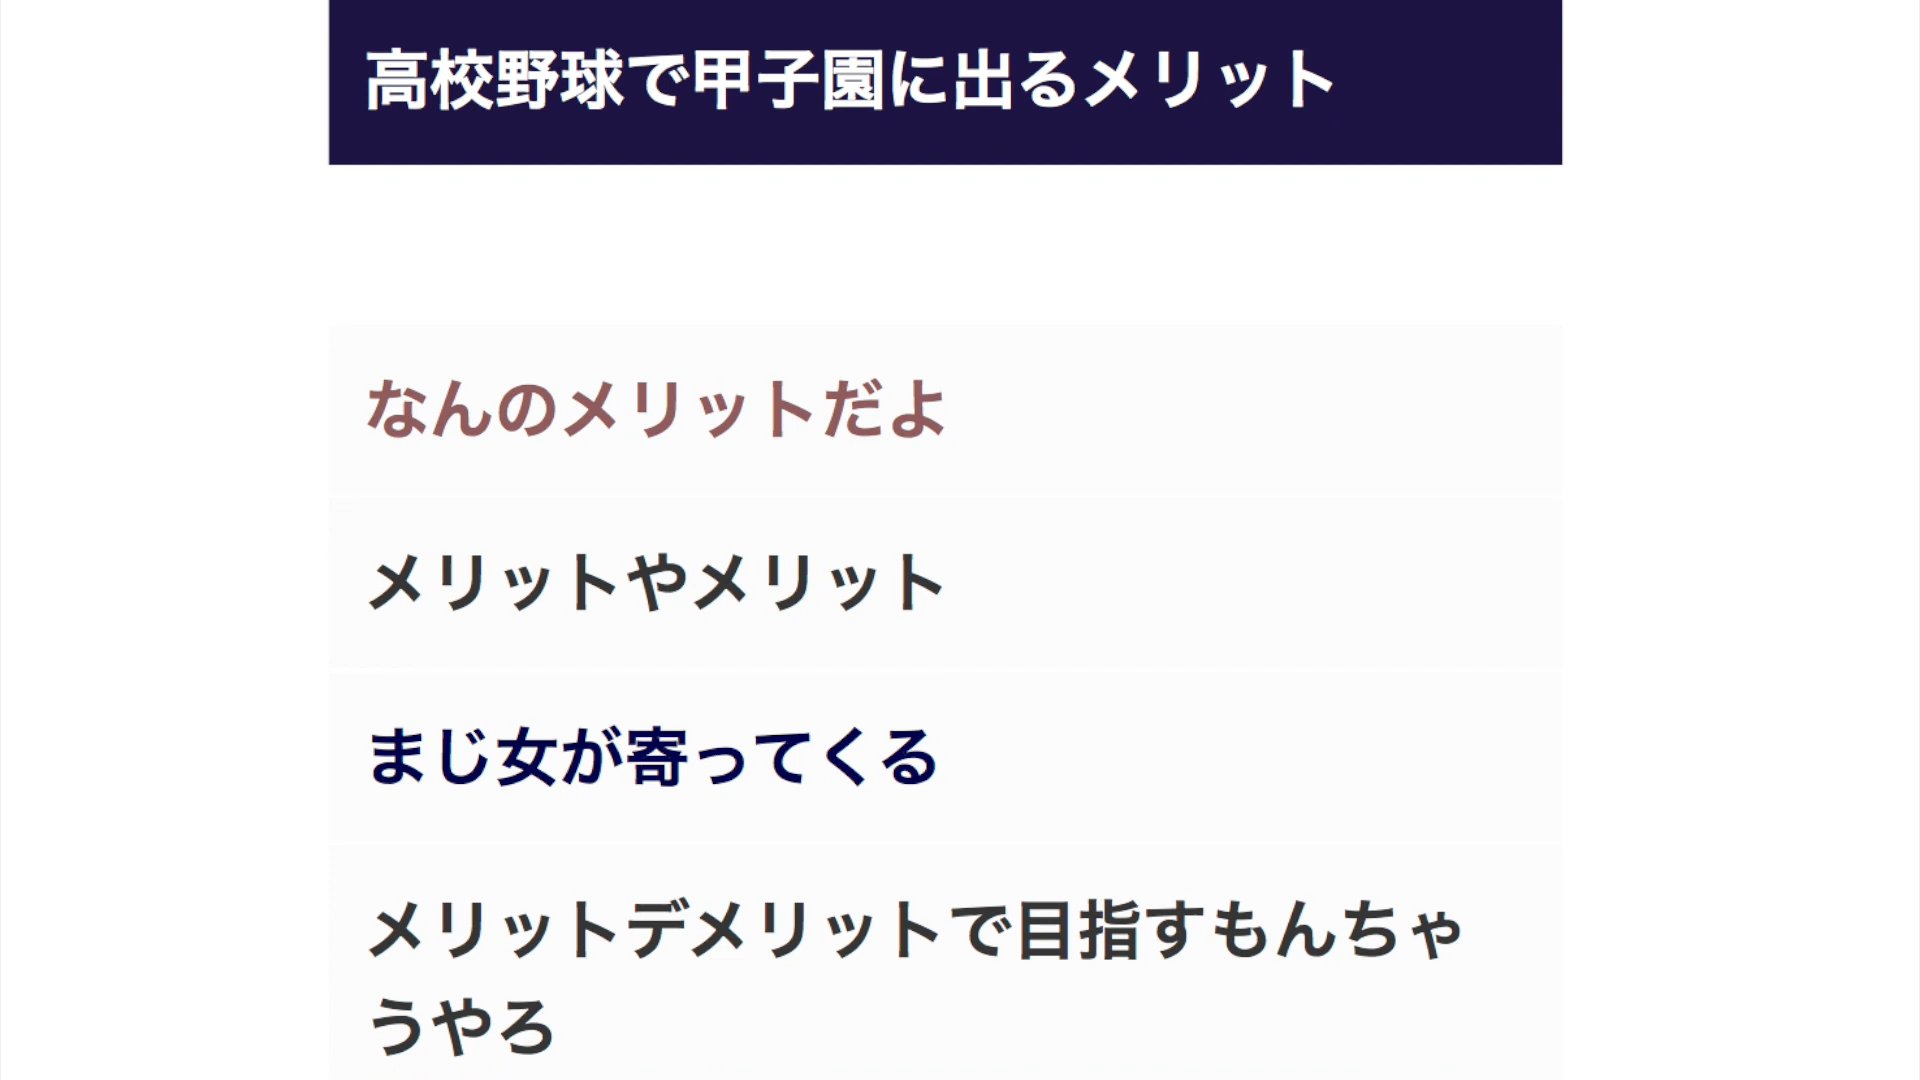 高校野球で甲子園に出るメリット
なんのメリットだよ
メリットやメリット
まじ女が寄ってくる
メリットデメリットで目指すもんちゃ
うやろ